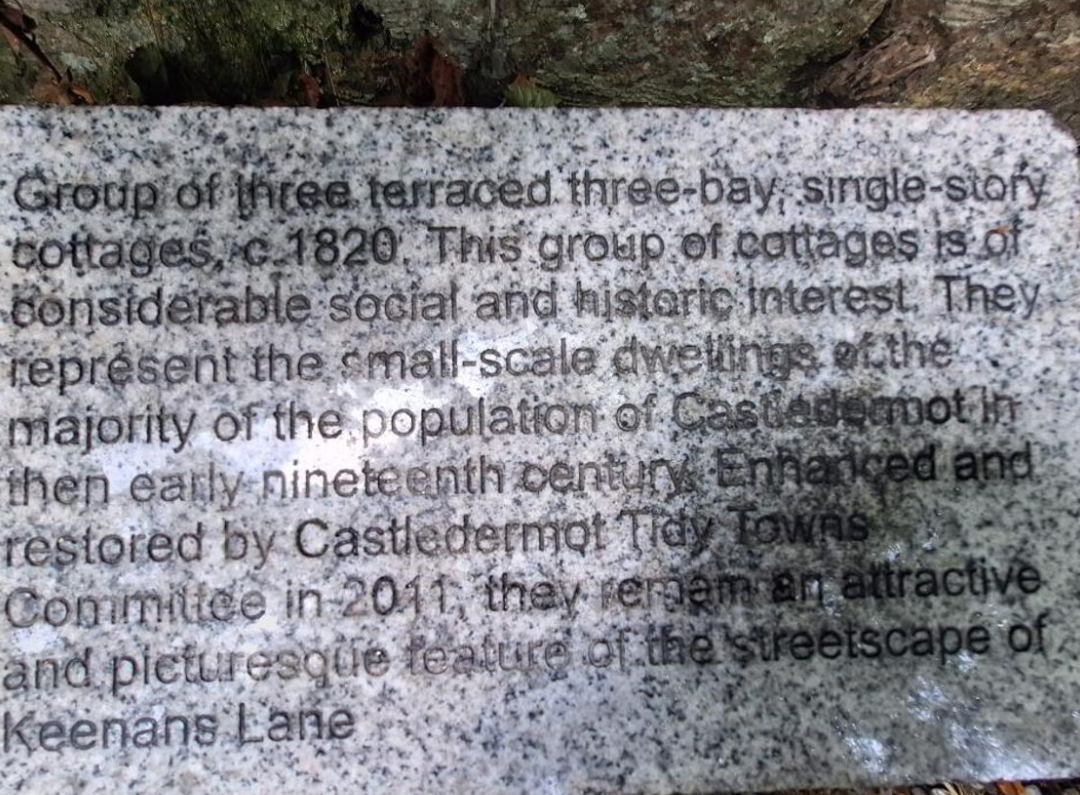 Group of three terraced three-bay, single-story
cottages, c.1820. This group of cottages is of
considerable social and historic interest. They
represent the small-scale dwellings of the
majority of the population of Castledermot in
then early nineteenth century. Enhanced and
restored by Castledermot Tidy Towns
Committee in 2011, they remain an attractive
and picturesque feature of the streetscape of
Keenans Lane